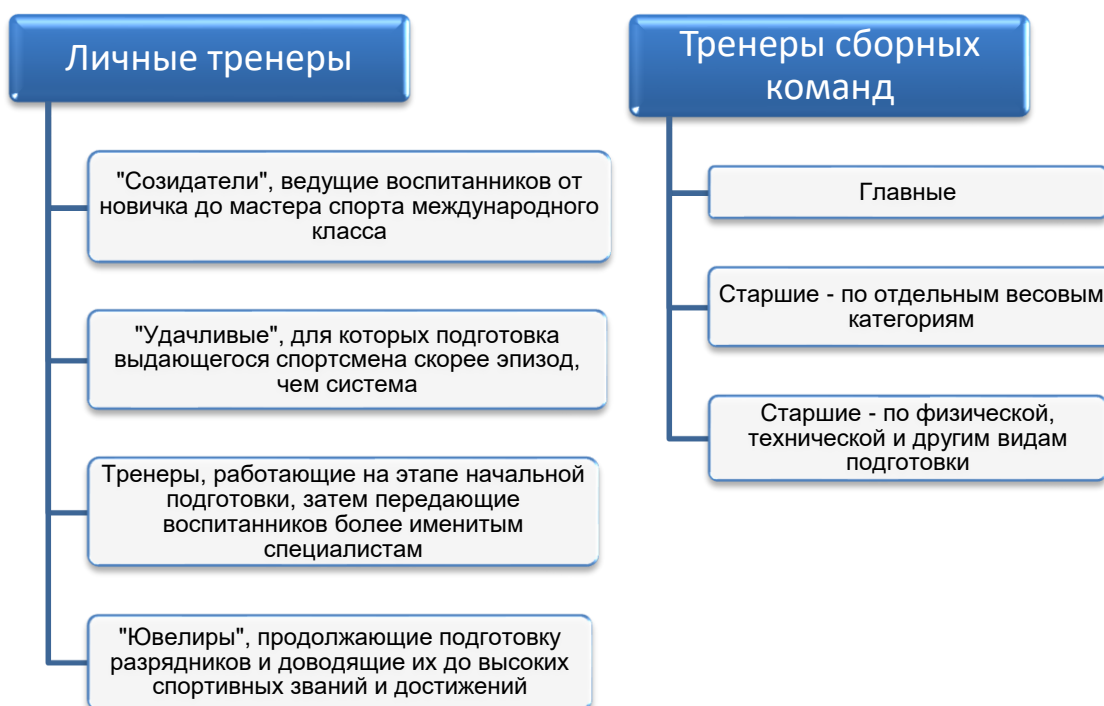 Личные тренеры
"Созидатели", ведущие воспитанников от
новичка до мастера спорта международного
класса
"Удачливые", для которых подготовка
выдающегося спортсмена скорее эпизод,
чем система
Тренеры, работающие на этапе начальной
подготовки, затем передающие
воспитанников более именитым
специалистам
"Ювелиры", продолжающие подготовку
разрядников и доводящие их до высоких
спортивных званий и достижений
Тренеры сборных
команд
Главные
Старшие - по отдельным весовым
категориям
Старшие - по физической,
технической и другим видам
подготовки